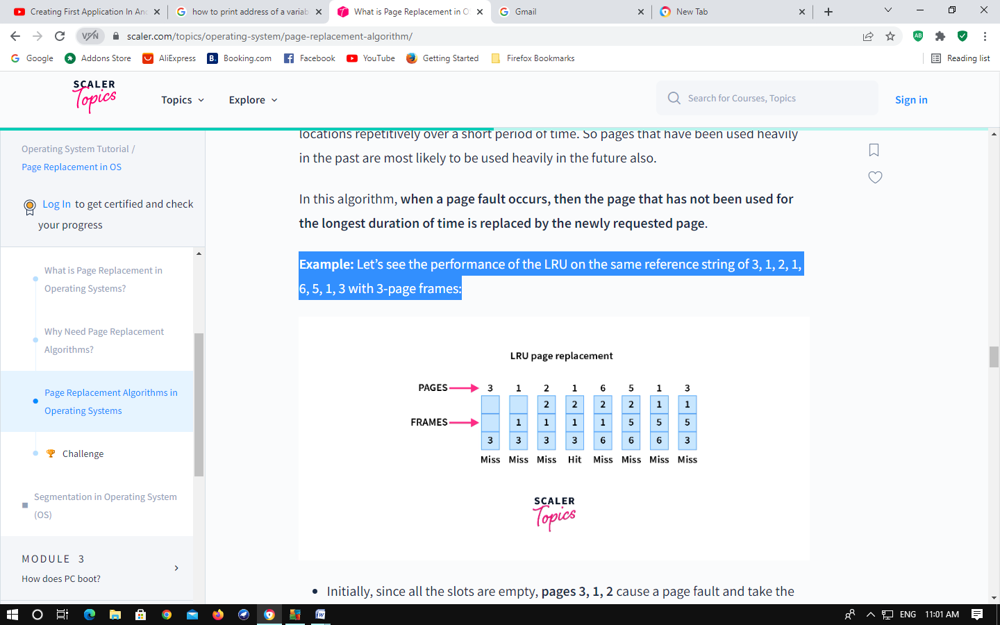 Creating First Application In And
how to print address of a variab
What is Page Replacement in O
Gmail
New Tab
VPN
scaler.com/topics/operating-system/page-replacement-algorithm/
Google
Addons Store
AliExpress
B.
Booking.com
Facebook
YouTube
Getting Started
Firefox Bookmarks
Reading list
SCALER
Topics
Topics
Explore
Search for Courses, Topics
Sign in
Operating System Tutorial /
Page Replacement in OS
Log In to get certified and check
your progress
What is Page Replacement in
Operating Systems?
Why Need Page Replacement
Algorithms?
Page Replacement Algorithms in
Operating Systems
Challenge
Segmentation in Operating System
(OS)
MODULE 3
How does PC boot?
locations repetitively over a short period of time. So pages that have been used heavily
in the past are most likely to be used heavily in the future also.
In this algorithm, when a page fault occurs, then the page that has not been used for
the longest duration of time is replaced by the newly requested page.
Example: Let’s see the performance of the LRU on the same reference string of 3, 1, 2, 1,
6, 5, 1, 3 with 3-page frames:
LRU page replacement
PAGES 3 1 2 1 6 5 1 3
2 2 2 2 1 1
FRAMES 1 1 1 1 5 5 5
3 3 3 3 6 6 6 3
Miss Miss Miss Hit Miss Miss Miss Miss
SCALER
Topics
• Initially, since all the slots are empty, pages 3, 1, 2 cause a page fault and take the
ENG
11:01 AM